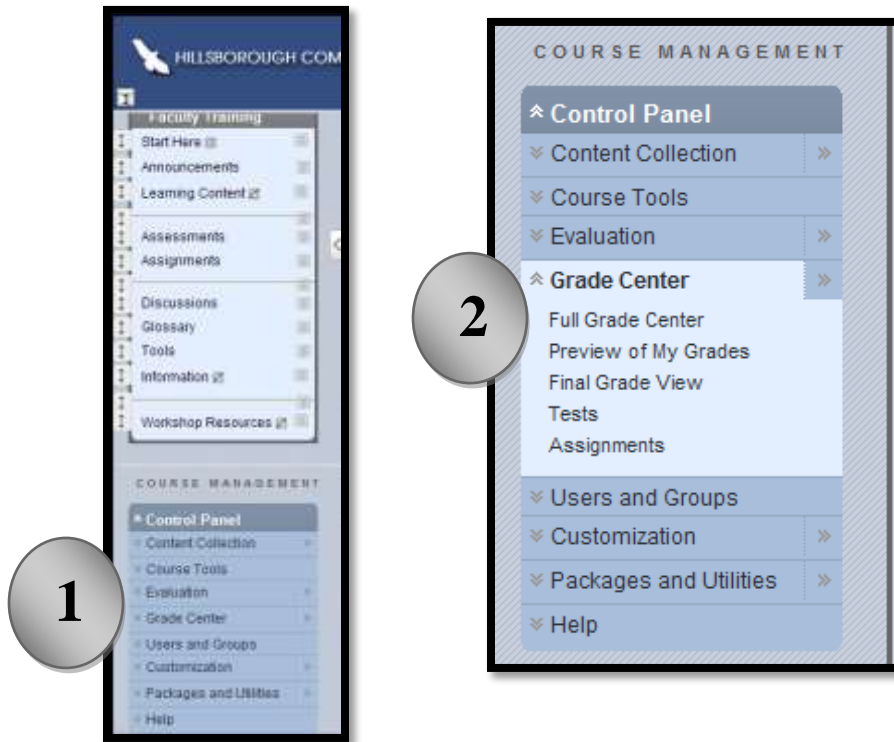 HILLSBOROUGH COM
Faculty Training
Start Here
Announcements
Learning Content
Assessments
Assignments
Discussions
Glossary
Tools
Information
Workshop Resources
COURSE MANAGEMENT
Control Panel
Content Collection
Course Tools
Evaluation
Grade Center
Users and Groups
Customization
Packages and Utilities
Help
1
COURSE MANAGEMENT
Control Panel
Content Collection
Course Tools
Evaluation
Grade Center
Full Grade Center
Preview of My Grades
Final Grade View
Tests
Assignments
Users and Groups
Customization
Packages and Utilities
Help
2